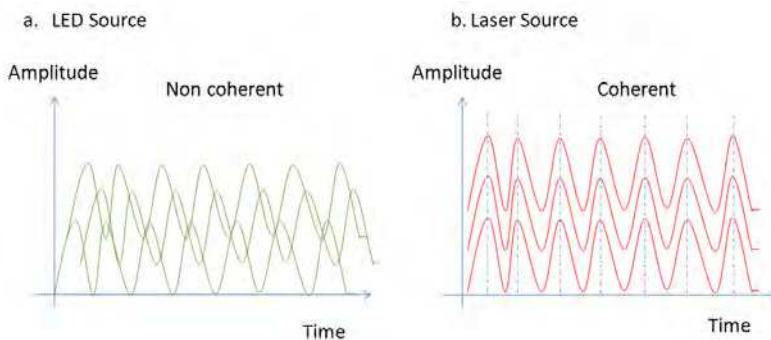 a. LED Source
Amplitude
Non coherent
Time
b. Laser Source
Amplitude
Coherent
Time